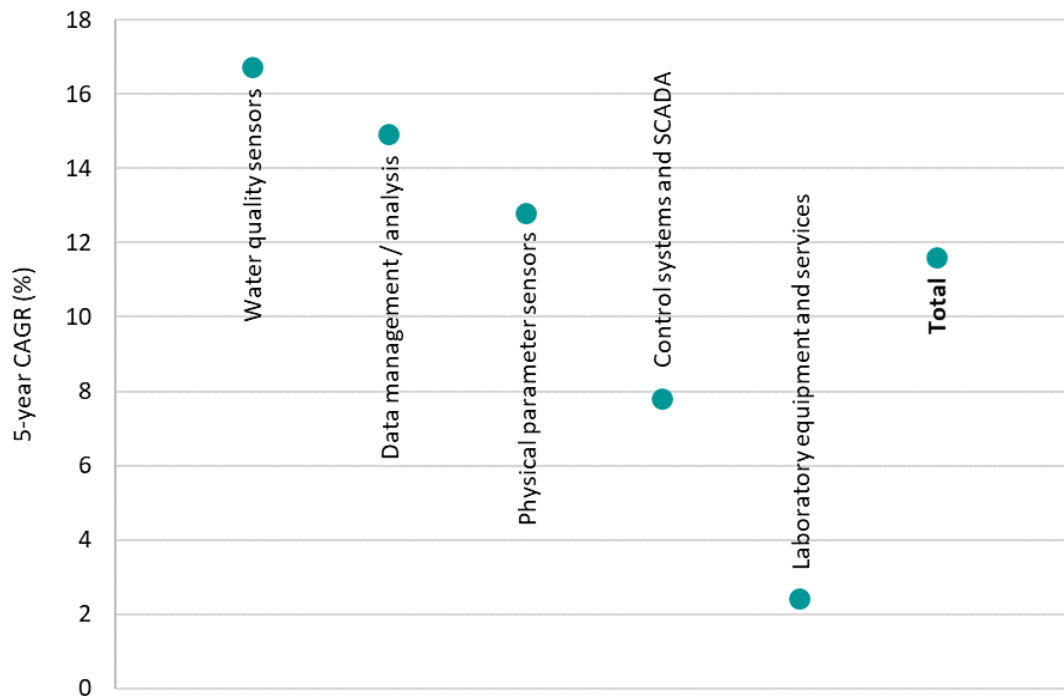 18
16
14
12
10
8
6
4
2
0
5-year CAGR (%)
Water quality sensors
Data management / analysis
Physical parameter sensors
Control systems and SCADA
Laboratory equipment and services
Total